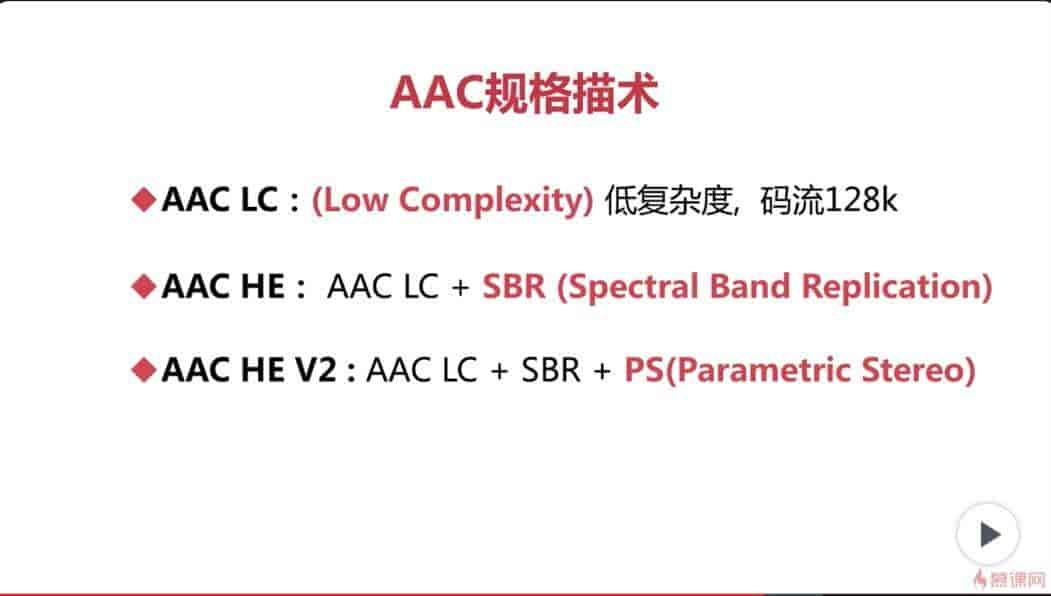 AAC规格描术
◆AAC LC：(Low Complexity) 低复杂度, 码流128k
◆AAC HE： AAC LC + SBR (Spectral Band Replication)
◆AAC HE V2：AAC LC + SBR + PS(Parametric Stereo)
慕课网